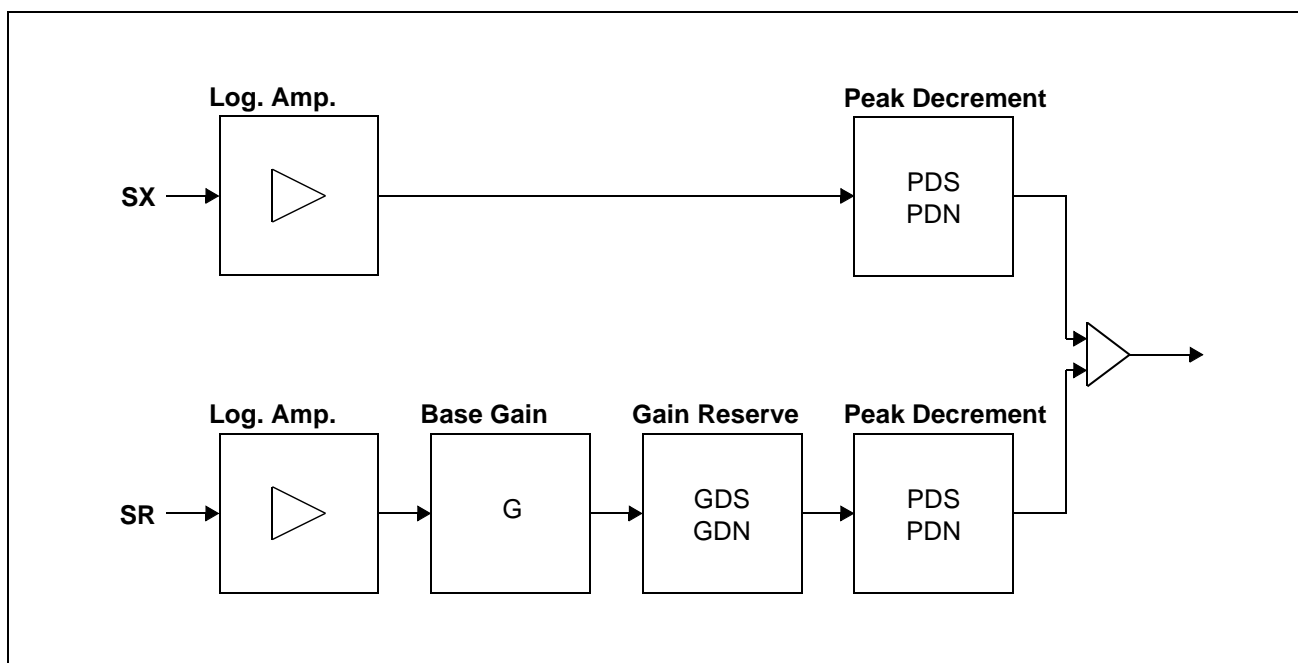 Log. Amp.
Peak Decrement
SX
PDS
PDN
Log. Amp.
Base Gain
Gain Reserve
Peak Decrement
SR
G
GDS
GDN
PDS
PDN